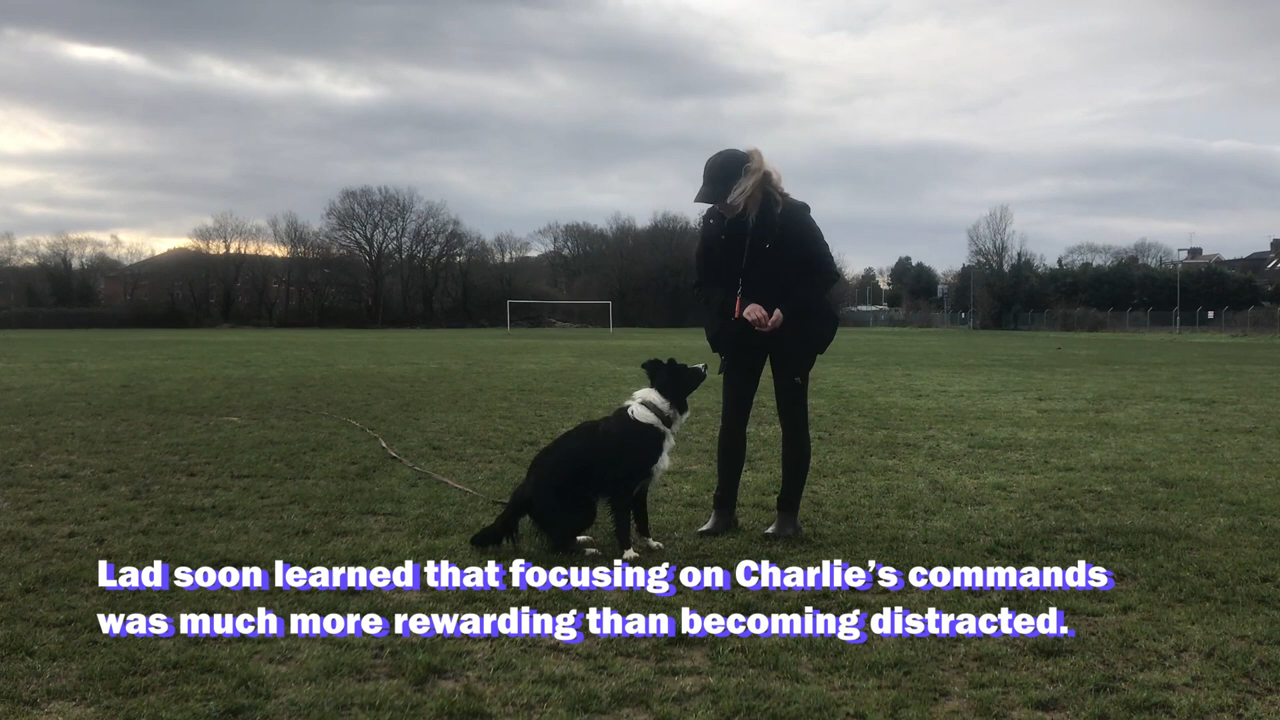 Lad soon learned that focusing on Charlie’s commands
was much more rewarding than becoming distracted.